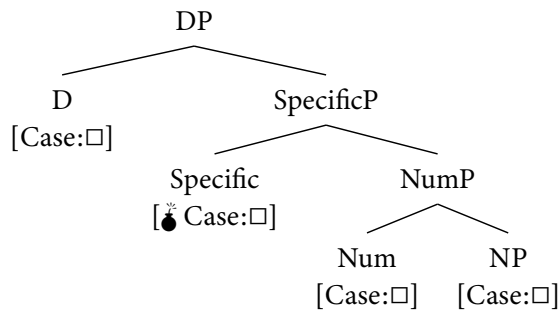 DP
D SpecificP
[Case:□]
Specific NumP
[💣Case:□]
Num NP
[Case:□] [Case:□]